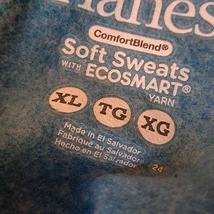 Hanes
ComfortBlend®
Soft Sweats
WITH ECOSMART®
YARN
XL TG XG
Made in El Salvador
Fabriqué au Salvador
Hecho en El Salvador
24